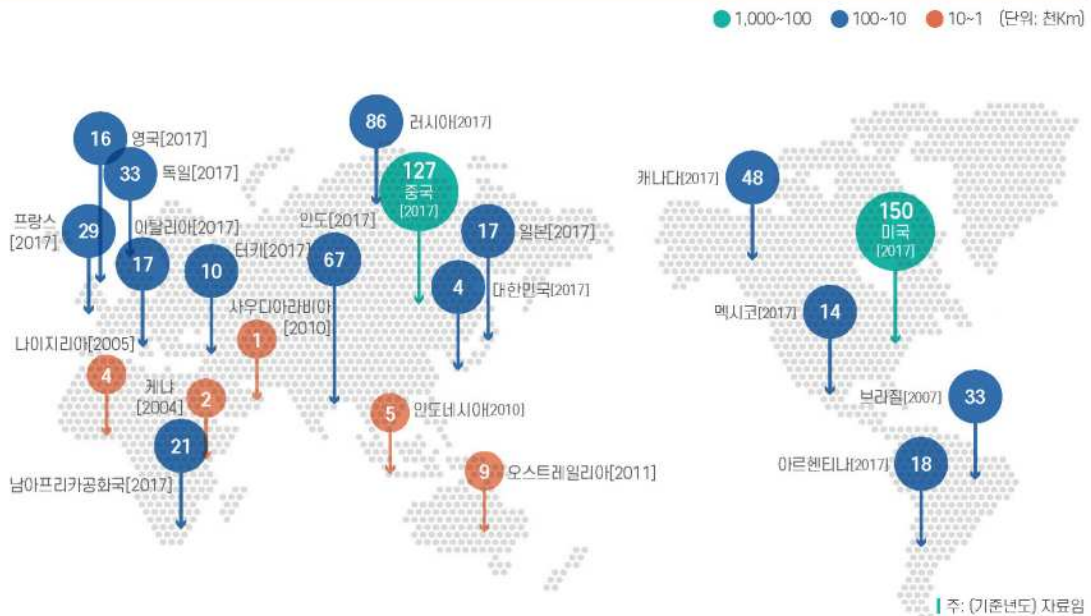 1,000~100 100~10 10~1 (단위: 천Km)
16 영국[2017]
33 독일[2017]
프랑스
[2017]
29
이탈리아[2017]
17
터키[2017]
10
86 러시아[2017]
127
중국
[2017]
인도[2017]
67
17 일본[2017]
4 대한민국[2017]
사우디아라비아
[2010]
1
나이지리아[2005]
4
케냐
[2004]
2
21
남아프리카공화국[2017]
5 인도네시아[2010]
9 오스트레일리아[2011]
캐나다[2017] 48
150
미국
[2017]
멕시코[2017] 14
브라질[2007] 33
아르헨티나[2017] 18
주: (기준년도) 자료임